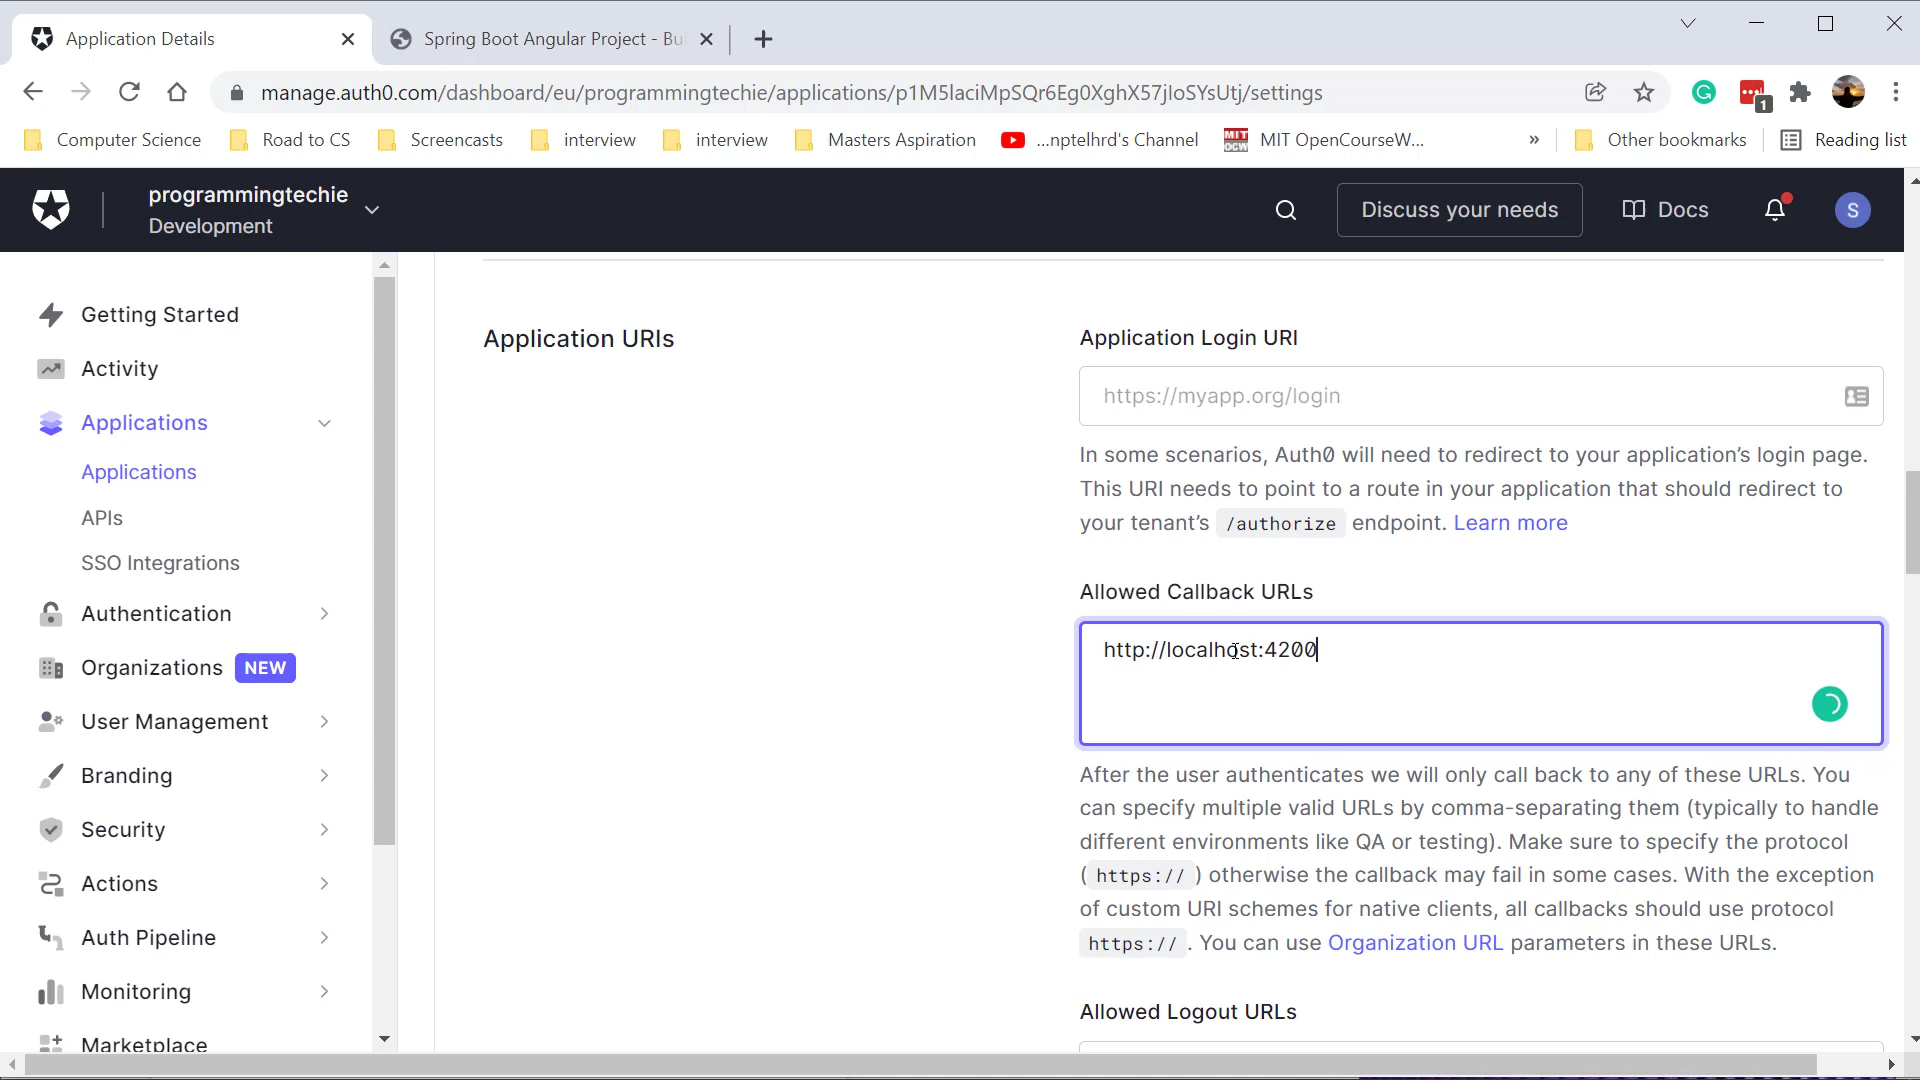 Application Details
Spring Boot Angular Project - Bui
manage.auth0.com/dashboard/eu/programmingtechie/applications/p1M5laciMpSQr6Eg0XghX57jIoSYsUtj/settings
1
Computer Science
Road to CS
Screencasts
interview
interview
Masters Aspiration
...nptelhrd's Channel
MIT OpenCourseW...
»
Other bookmarks
Reading list
programmingtechie
Development
Discuss your needs
Docs
S
Getting Started
Activity
Applications
Applications
APIs
SSO Integrations
Authentication
Organizations NEW
User Management
Branding
Security
Actions
Auth Pipeline
Monitoring
Marketplace
Application URIs
Application Login URI
https://myapp.org/login
In some scenarios, Auth0 will need to redirect to your application’s login page.
This URI needs to point to a route in your application that should redirect to
your tenant’s /authorize endpoint. Learn more
Allowed Callback URLs
http://localhost:4200
After the user authenticates we will only call back to any of these URLs. You
can specify multiple valid URLs by comma-separating them (typically to handle
different environments like QA or testing). Make sure to specify the protocol
( https:// ) otherwise the callback may fail in some cases. With the exception
of custom URI schemes for native clients, all callbacks should use protocol
https:// . You can use Organization URL parameters in these URLs.
Allowed Logout URLs